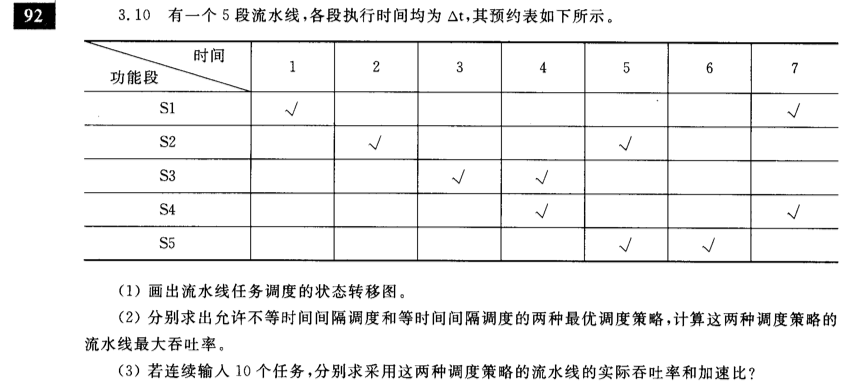 92
3.10 有一个 5 段流水线,各段执行时间均为 Δt,其预约表如下所示。
时间
功能段
1 2 3 4 5 6 7
S1 √ √
S2 √ √
S3 √ √
S4 √ √
S5 √ √
(1) 画出流水线任务调度的状态转移图。
(2) 分别求出允许不等时间间隔调度和等时间间隔调度的两种最优调度策略,计算这两种调度策略的
流水线最大吞吐率。
(3) 若连续输入 10 个任务,分别求采用这两种调度策略的流水线的实际吞吐率和加速比?